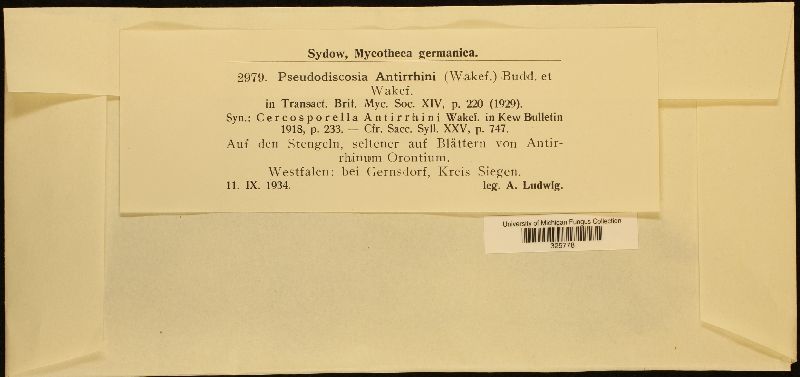 Sydow, Mycotheca germanica.
2979. Pseudodiscosia Antirrhini (Wakef.) Budd. et
Wakef.
in Transact. Brit. Myc. Soc. XIV, p. 220 (1929).
Syn.: Cercosporella Antirrhini Wakef. in Kew Bulletin
1918, p. 233. — Cfr. Sacc. Syll. XXV, p. 747.
Auf den Stengeln, seltener auf Blättern von Antir-
rhinum Orontium.
Westfalen: bei Gernsdorf, Kreis Siegen.
11. IX. 1934. leg. A. Ludwig.
University of Michigan Fungus Collection
325778